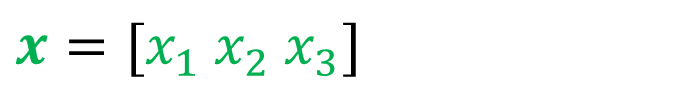 x = [x₁ x₂ x₃]